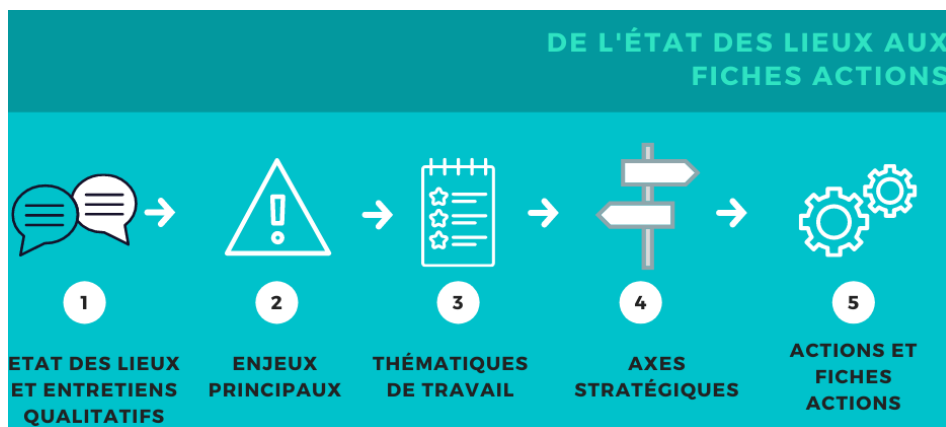 DE L'ÉTAT DES LIEUX AUX
FICHES ACTIONS
1
ETAT DES LIEUX
ET ENTRETIENS
QUALITATIFS
2
ENJEUX
PRINCIPAUX
3
THÉMATIQUES
DE TRAVAIL
4
AXES
STRATÉGIQUES
5
ACTIONS ET
FICHES
ACTIONS